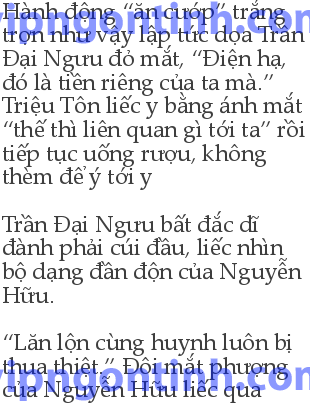 Hành động “ăn cướp” trắng
trợn như vậy lập tức dọa Trần
Đại Ngưu đỏ mắt, “Điện hạ,
đó là tiền riêng của ta mà.”
Triệu Tôn liếc y bằng ánh mắt
“thế thì liên quan gì tới ta” rồi
tiếp tục uống rượu, không
thèm để ý tới y
Trần Đại Ngưu bất đắc dĩ
đành phải cúi đầu, liếc nhìn
bộ dạng đần độn của Nguyễn
Hữu.
“Lăn lộn cùng huynh luôn bị
thua thiệt.” Đôi mắt phượng
của Nguyễn Hữu liếc qua
vipngontinh.com